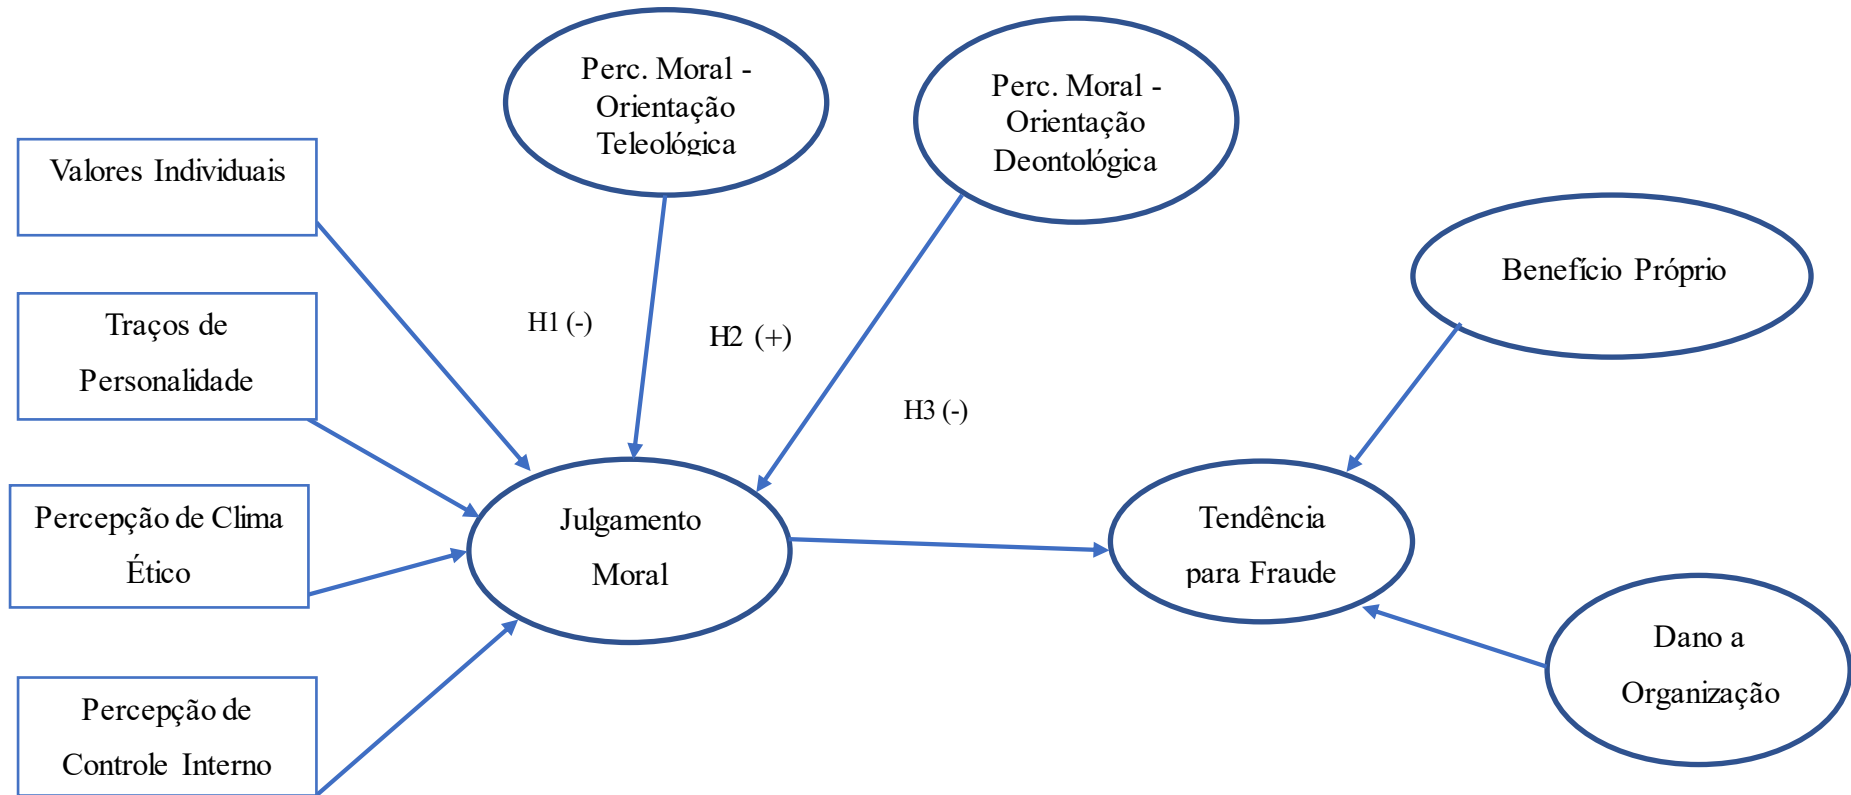 Perc. Moral -
Orientação
Teleológica
Perc. Moral -
Orientação
Deontológica
Valores Individuais
Benefício Próprio
Traços de
Personalidade
H1 (-)
H2 (+)
H3 (-)
Percepção de Clima
Ético
Julgamento
Moral
Tendência
para Fraude
Dano a
Organização
Percepção de
Controle Interno